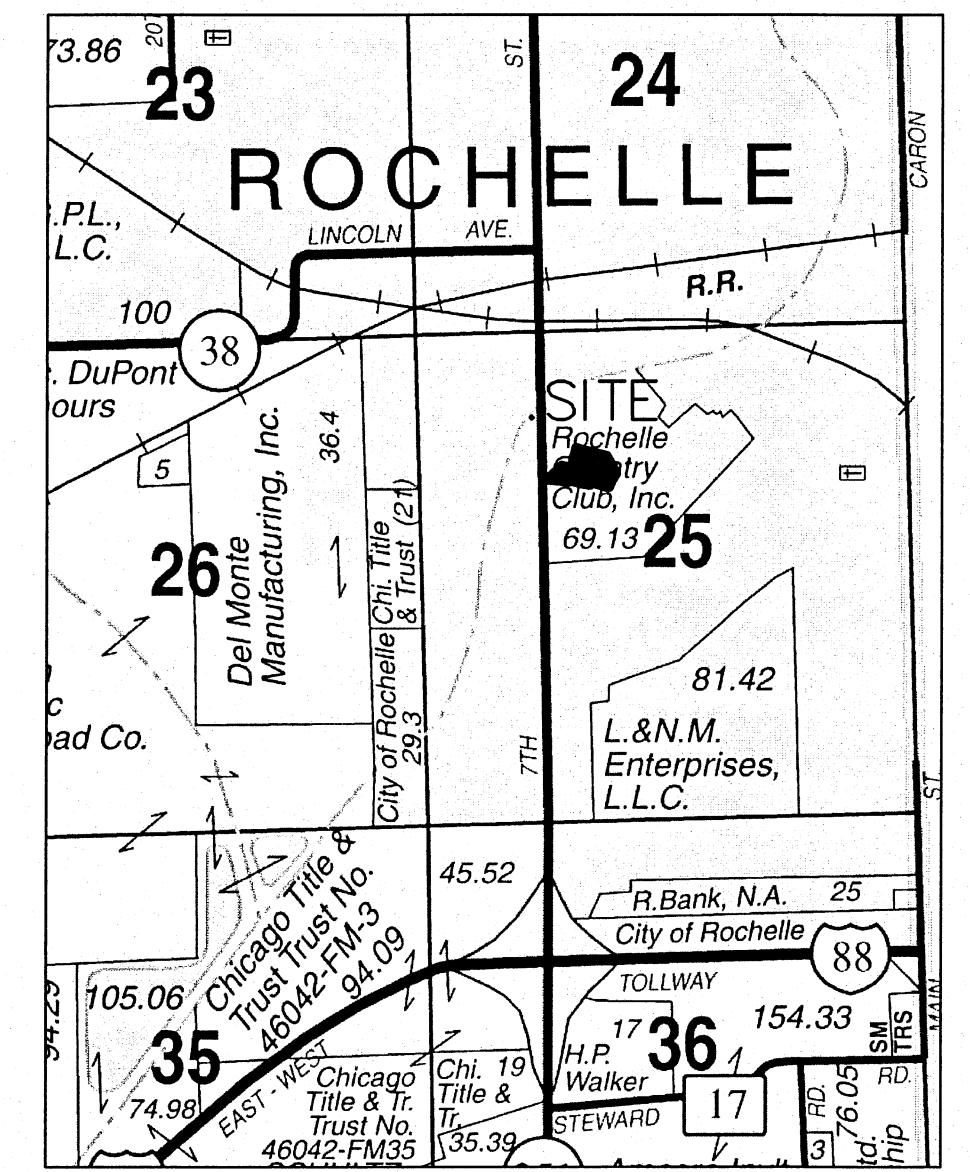 73.86
23
24
ST.
CARON
ROCHELLE
.P.L.,
L.C.
LINCOLN AVE.
R.R.
100
38
. DuPont
ours
SITE
Rochelle
Club, Inc.
69.13
25
5
36.4
Del Monte
Manufacturing, Inc.
26
Chi. Title
& Trust (21)
City of Rochelle
29.3
81.42
L.&N.M.
Enterprises,
L.L.C.
7TH
ST.
c
ad Co.
45.52
R.Bank, N.A. 25
City of Rochelle
88
TOLLWAY
Chicago Title &
Trust Trust No.
46042-FM-3
94.09
105.06
94.29
35
74.98
EAST - WEST
Chicago
Title & Tr.
Trust No.
46042-FM35
Chi. 19
Title &
Tr.
35.39
17
36
154.33
SM
TRS
MAIN
H.P.
Walker
STEWARD
17
RD.
RD.
76.05
3
td.
hip